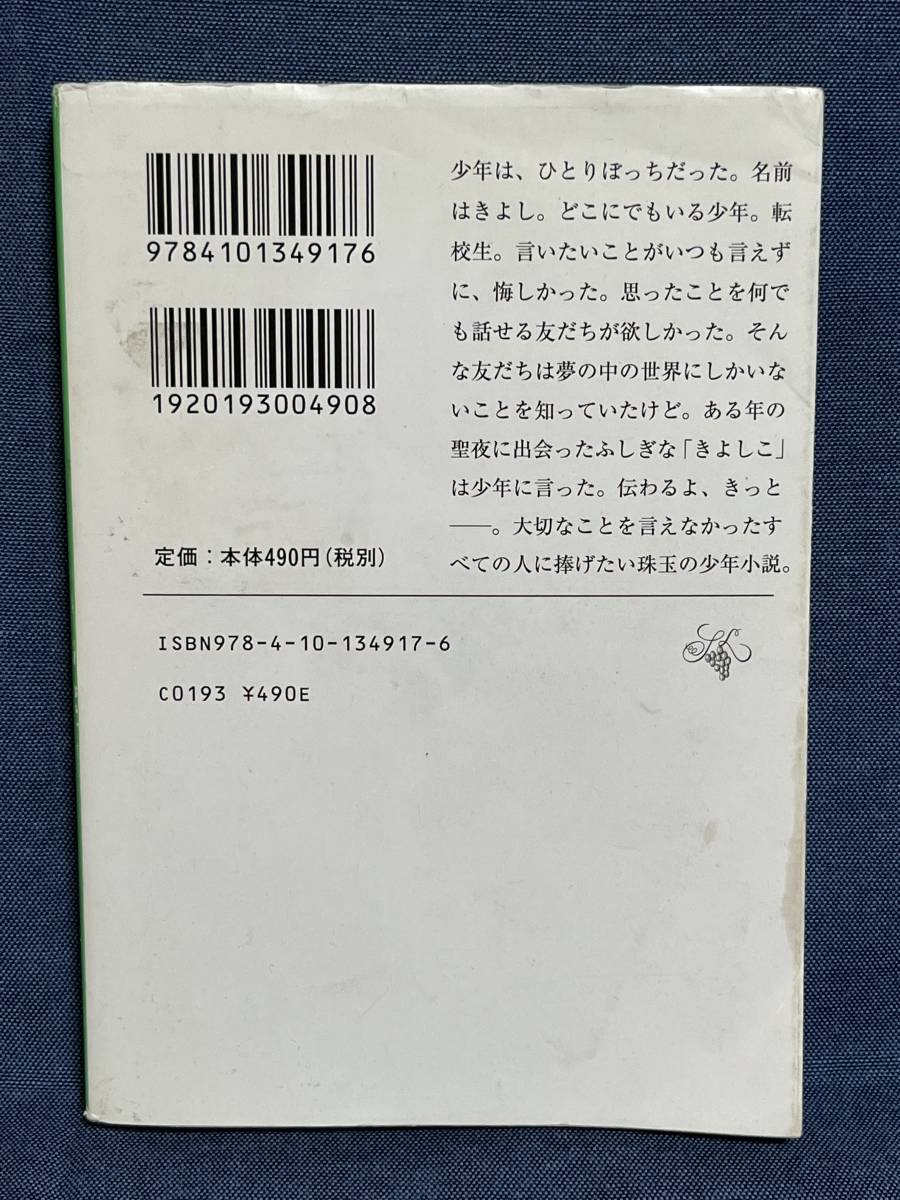 9784101349176
1920193004908
定価：本体490円（税別）
少年は、ひとりぼっちだった。名前
はきよし。どこにでもいる少年。転
校生。言いたいことがいつも言えず
に、悔しかった。思ったことを何で
も話せる友だちが欲しかった。そん
な友だちは夢の中の世界にしかいな
いことを知っていたけど。ある年の
聖夜に出会ったふしぎな「きよしこ」
は少年に言った。伝わるよ、きっと
――。大切なことを言えなかったす
べての人に捧げたい珠玉の少年小説。
ISBN978-4-10-134917-6
C0193 ¥490E